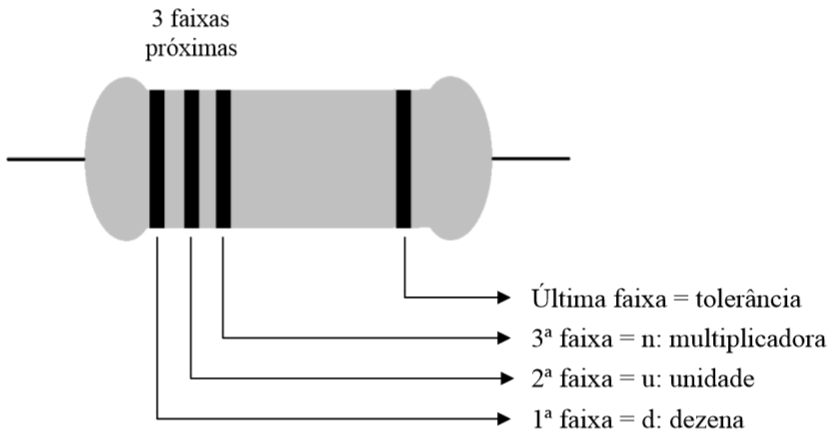 3 faixas
próximas
Última faixa = tolerância
3ª faixa = n: multiplicadora
2ª faixa = u: unidade
1ª faixa = d: dezena